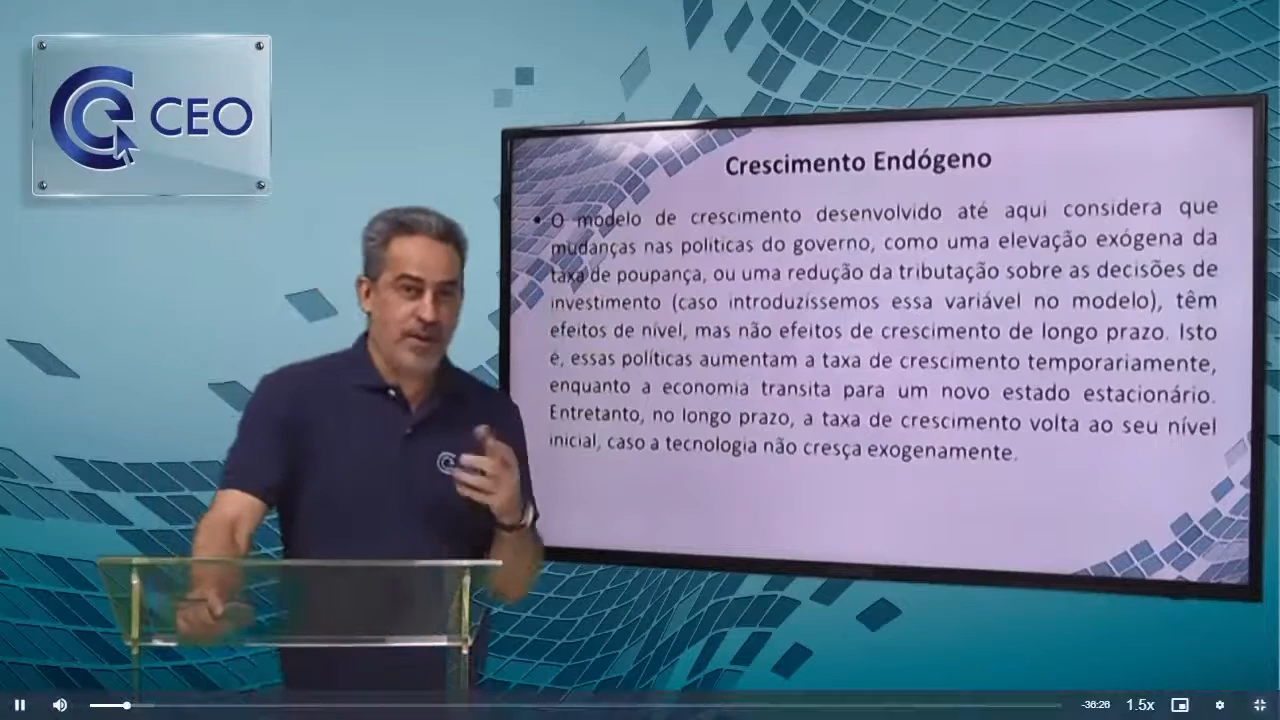 CEO
Crescimento Endógeno
• O modelo de crescimento desenvolvido até aqui considera que
mudanças nas políticas do governo, como uma elevação exógena da
taxa de poupança, ou uma redução da tributação sobre as decisões de
investimento (caso introduzíssemos essa variável no modelo), têm
efeitos de nível, mas não efeitos de crescimento de longo prazo. Isto
é, essas políticas aumentam a taxa de crescimento temporariamente,
enquanto a economia transita para um novo estado estacionário.
Entretanto, no longo prazo, a taxa de crescimento volta ao seu nível
inicial, caso a tecnologia não cresça exogenamente.
-36:26 1.5x